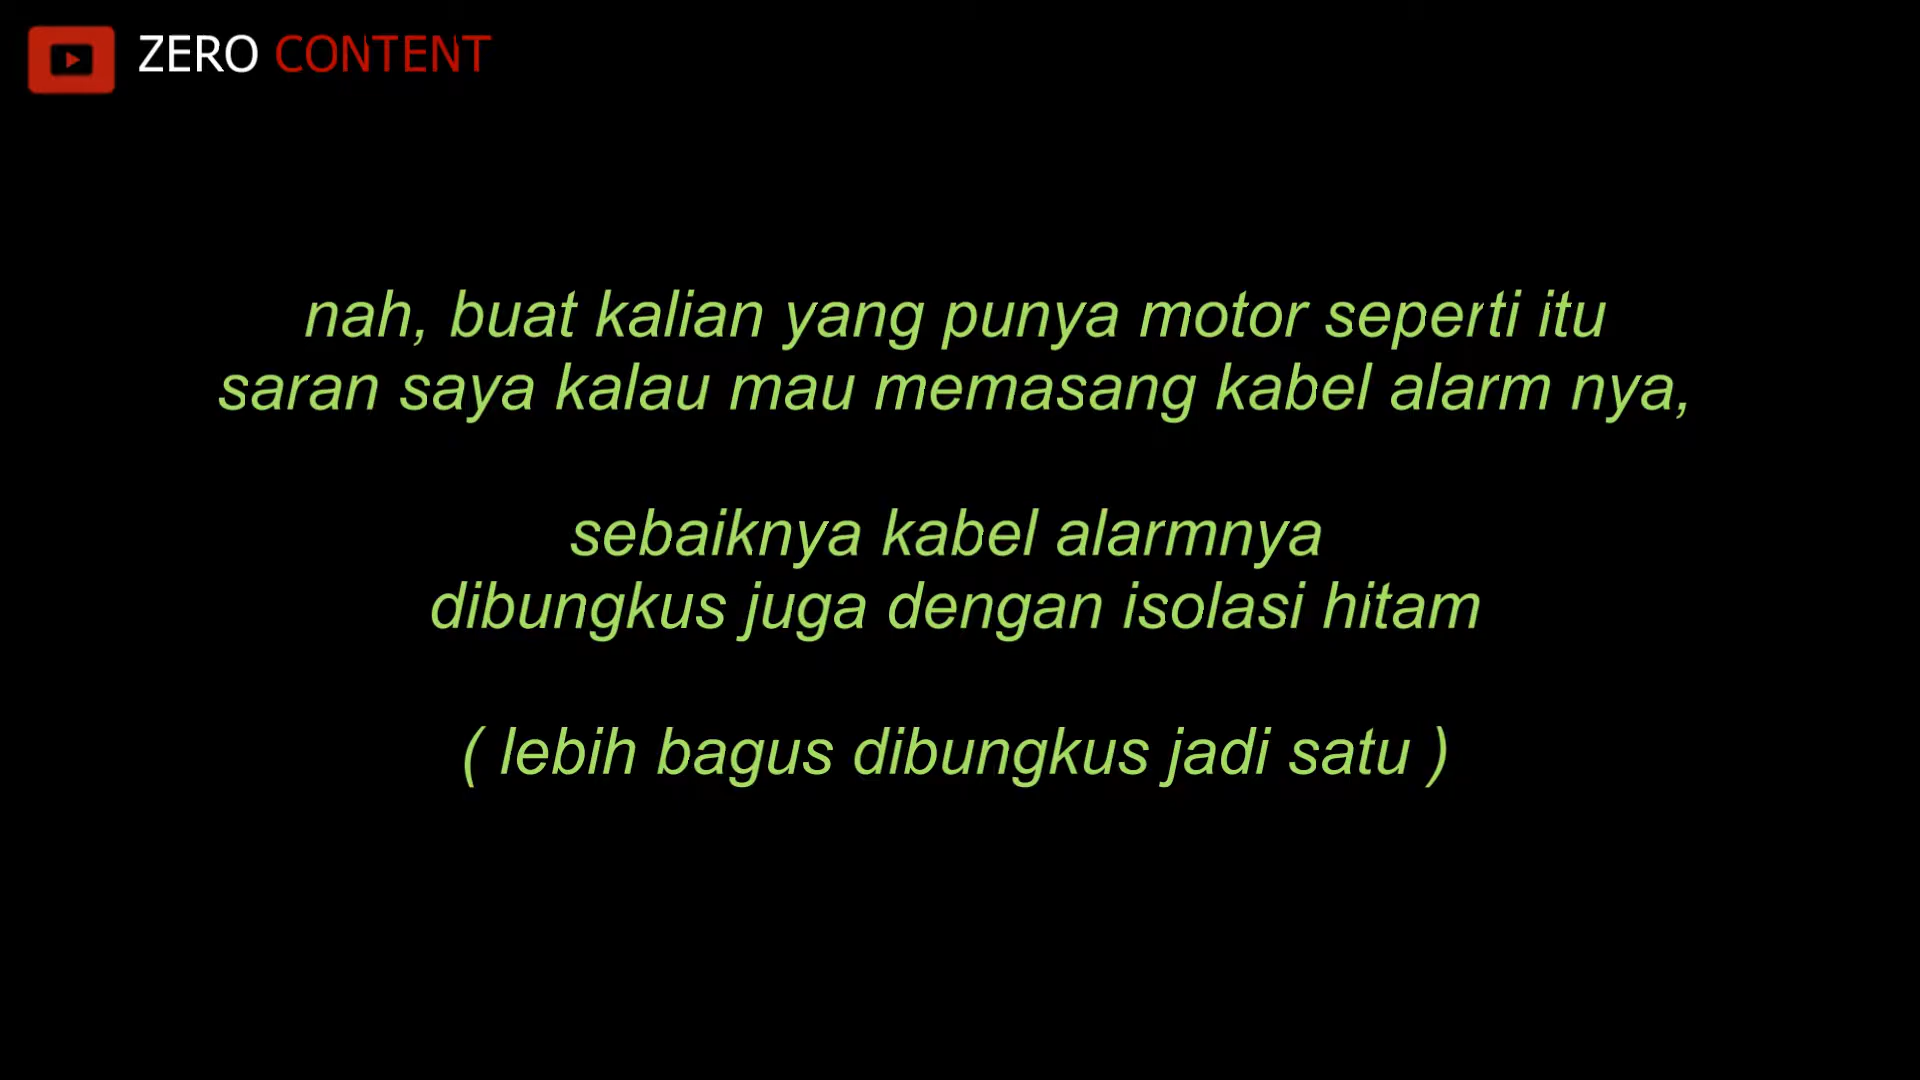 ZERO CONTENT
nah, buat kalian yang punya motor seperti itu
saran saya kalau mau memasang kabel alarm nya,
sebaiknya kabel alarmnya
dibungkus juga dengan isolasi hitam
( lebih bagus dibungkus jadi satu )